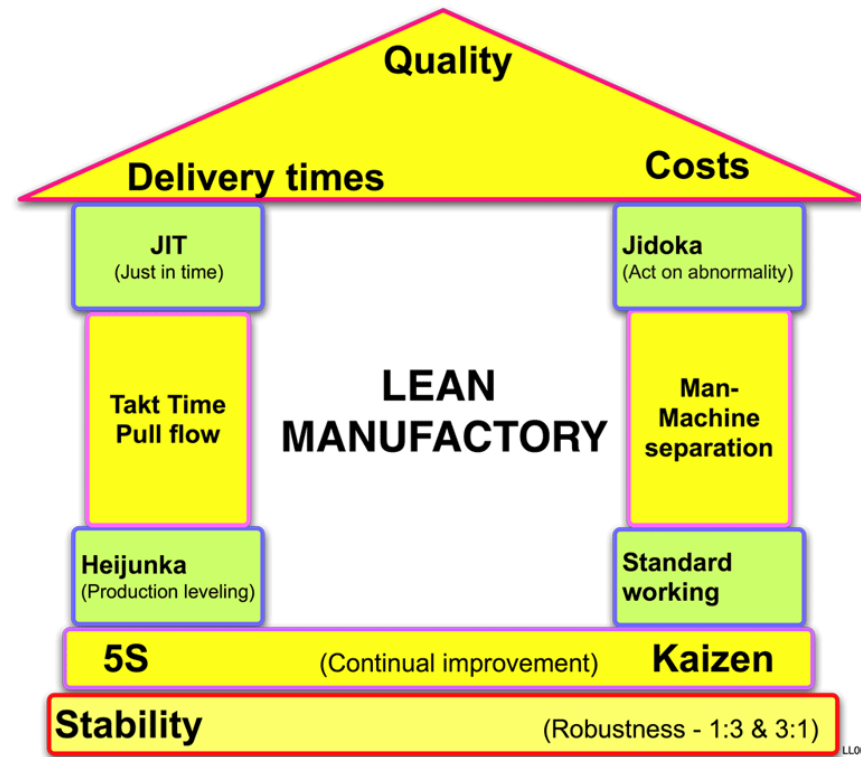 Quality
Delivery times
Costs
JIT
(Just in time)
Jidoka
(Act on abnormality)
Takt Time
Pull flow
LEAN
MANUFACTORY
Man-
Machine
separation
Heijunka
(Production leveling)
Standard
working
5S (Continual improvement) Kaizen
Stability (Robustness - 1:3 & 3:1)